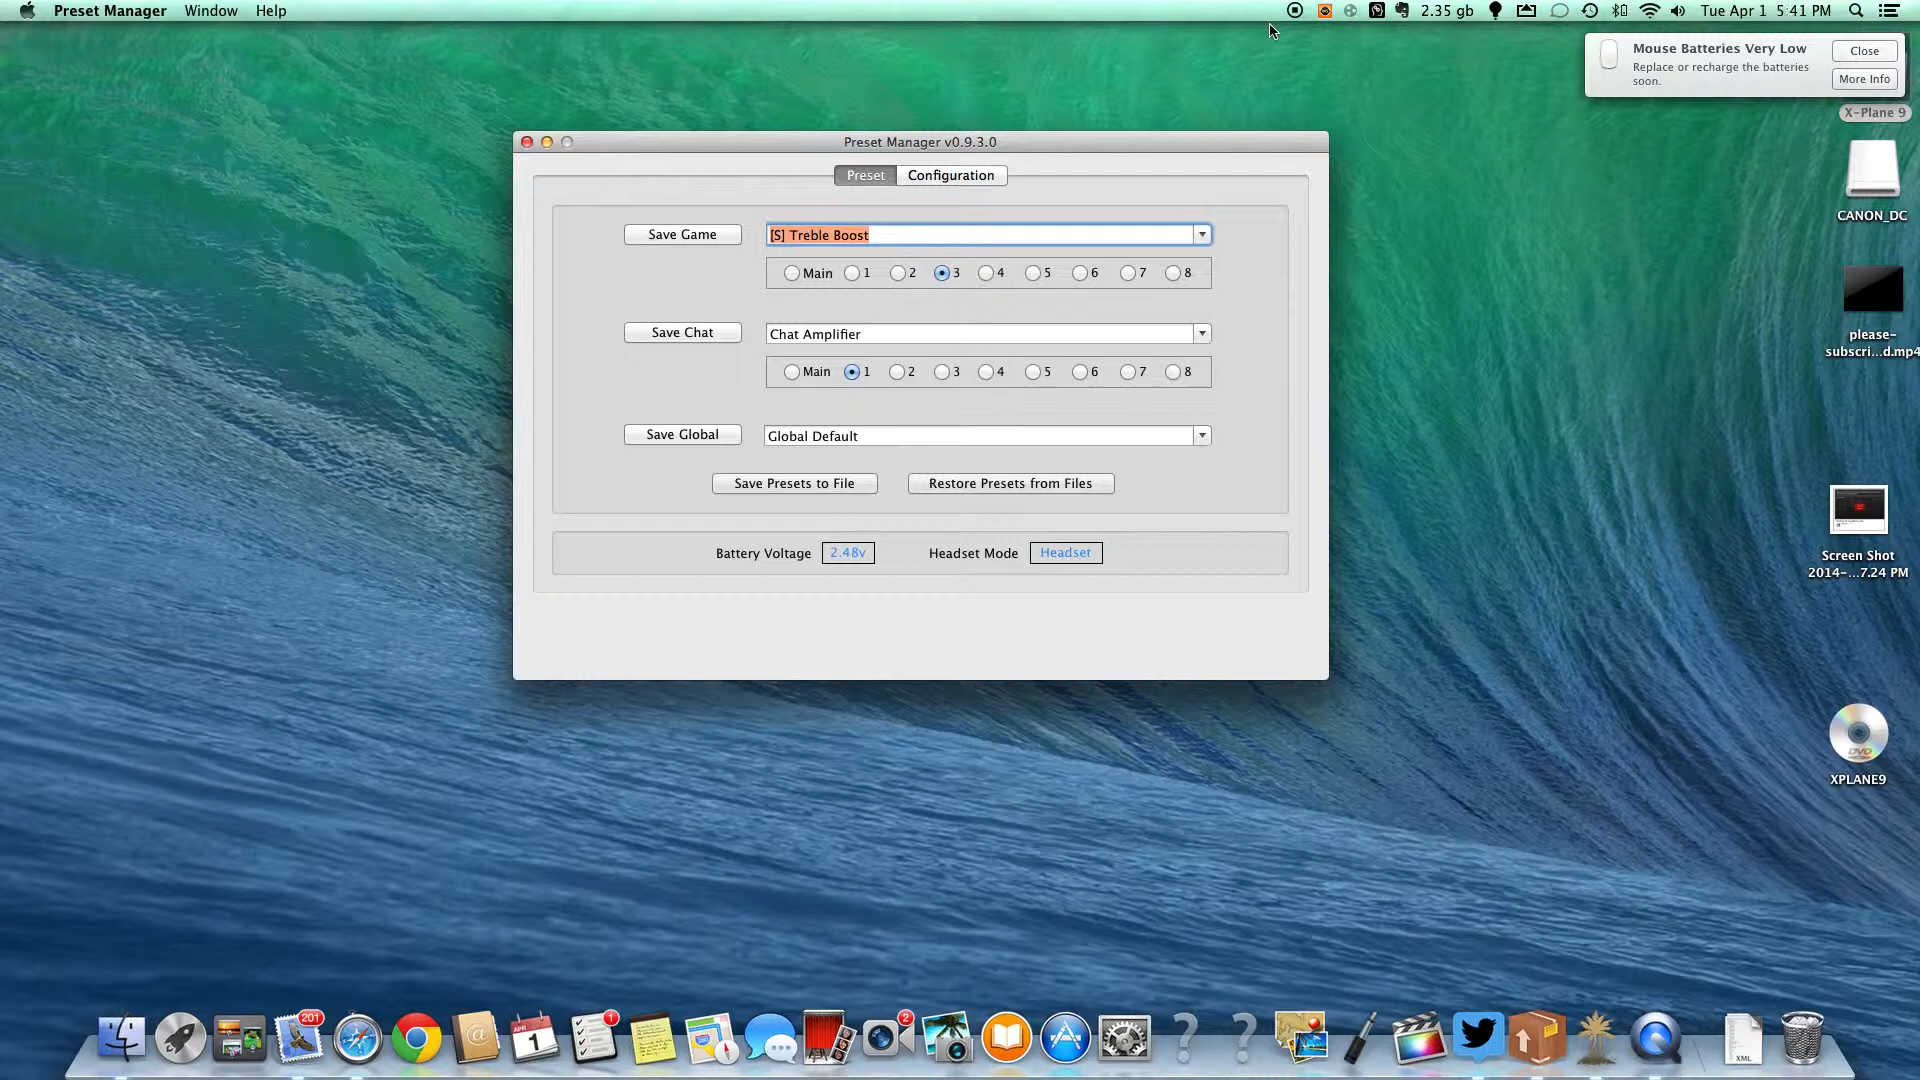 Preset Manager Window Help 2.35 gb Tue Apr 1 5:41 PM
Mouse Batteries Very Low
Replace or recharge the batteries
soon.
Close
More Info
X-Plane 9
CANON_DC
please-
subscri...d.mp4
Screen Shot
2014-...7.24 PM
DVD
XPLANE9
Preset Manager v0.9.3.0
Preset Configuration
Save Game [S] Treble Boost
Main 1 2 3 4 5 6 7 8
Save Chat Chat Amplifier
Main 1 2 3 4 5 6 7 8
Save Global Global Default
Save Presets to File Restore Presets from Files
Battery Voltage 2.48v Headset Mode Headset
201
APR
1
1
2
XML